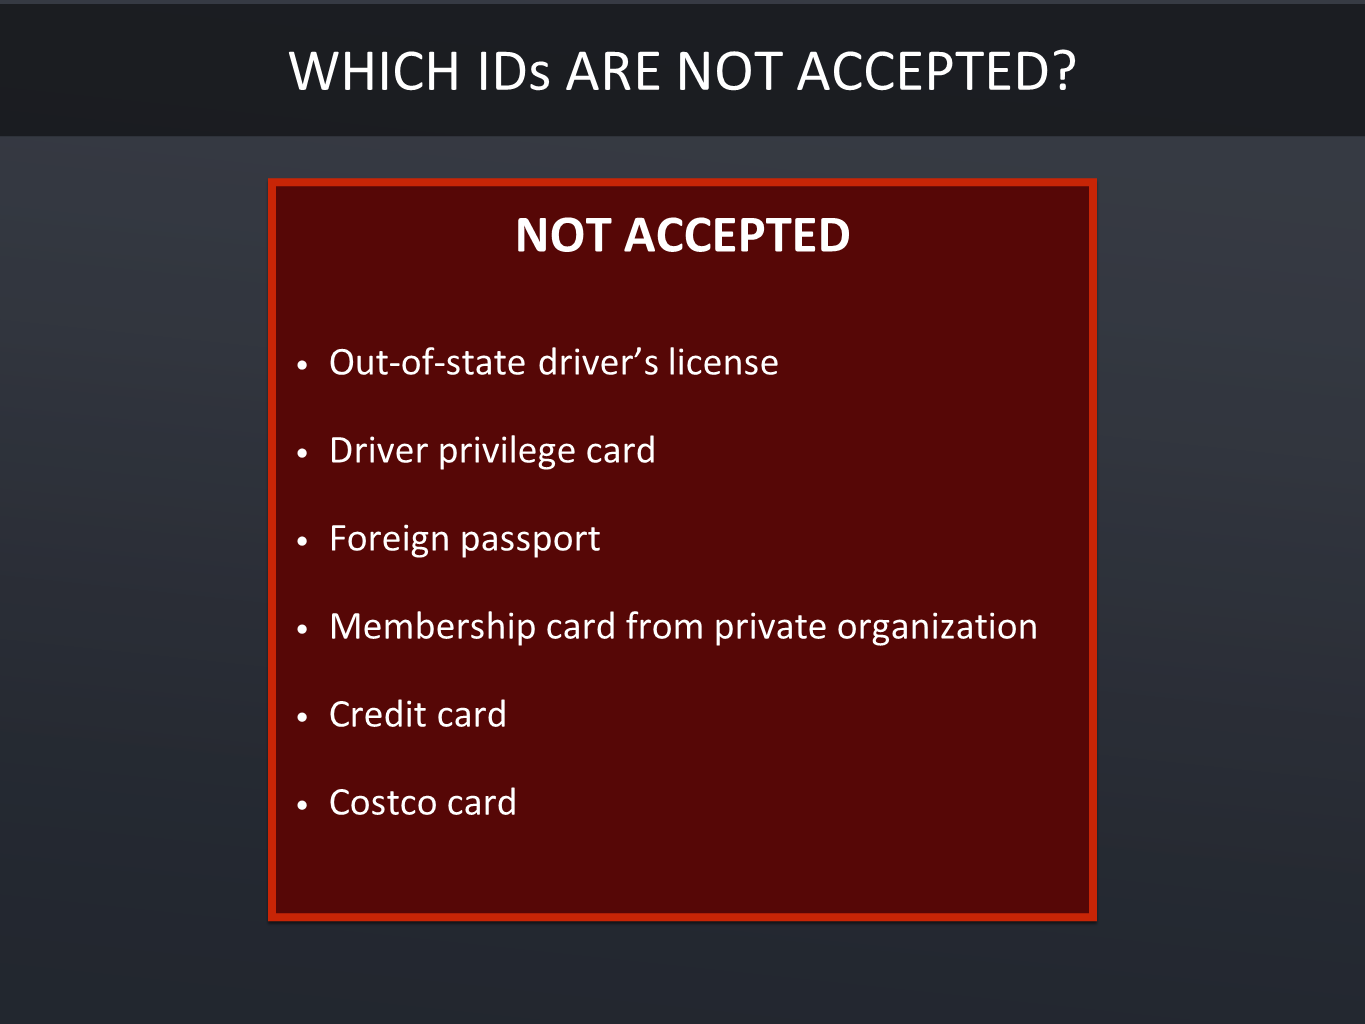 WHICH IDs ARE NOT ACCEPTED?
NOT ACCEPTED
• Out-of-state driver’s license
• Driver privilege card
• Foreign passport
• Membership card from private organization
• Credit card
• Costco card